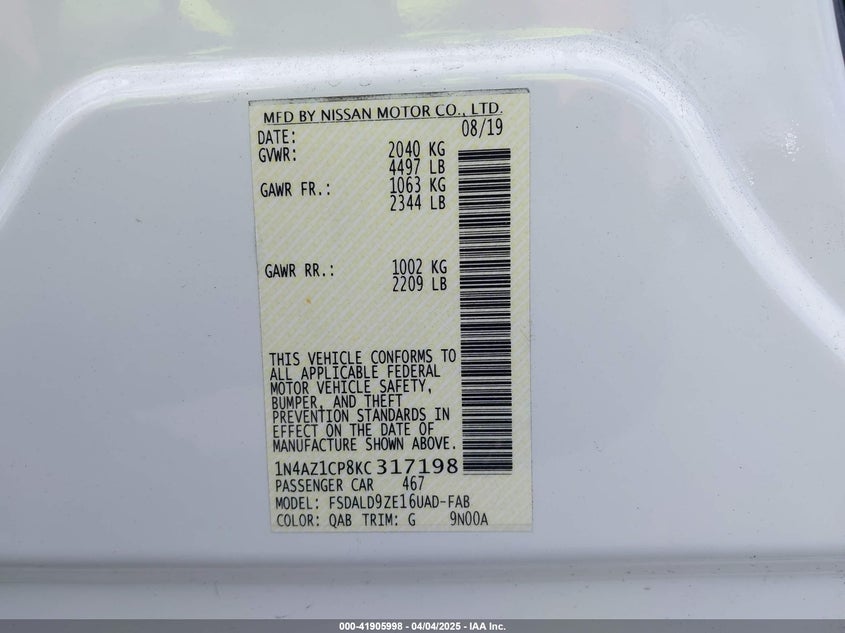 MFD BY NISSAN MOTOR CO., LTD.
DATE: 08/19
GVWR: 2040 KG
4497 LB
GAWR FR.: 1063 KG
2344 LB
GAWR RR.: 1002 KG
2209 LB
THIS VEHICLE CONFORMS TO
ALL APPLICABLE FEDERAL
MOTOR VEHICLE SAFETY,
BUMPER, AND THEFT
PREVENTION STANDARDS IN
EFFECT ON THE DATE OF
MANUFACTURE SHOWN ABOVE.
1N4AZ1CP8KC317198
PASSENGER CAR 467
MODEL: FSDALD9ZE16UAD-FAB
COLOR: QAB TRIM: G 9N00A
000-41905998 - 04/04/2025 - IAA Inc.